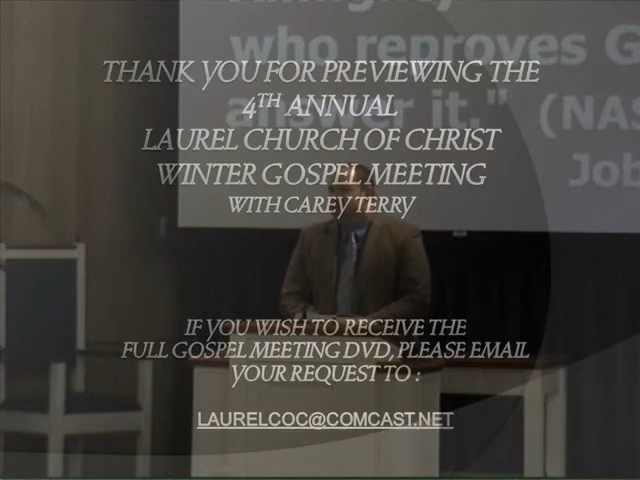 Almighty
who reproves G
THANK YOU FOR PREVIEWING THE
4TH ANNUAL
answer it." (NAS
LAUREL CHURCH OF CHRIST
WINTER GOSPEL MEETING
Job
WITH CAREY TERRY
IF YOU WISH TO RECEIVE THE
FULL GOSPEL MEETING DVD, PLEASE EMAIL
YOUR REQUEST TO :
LAURELCOC@COMCAST.NET